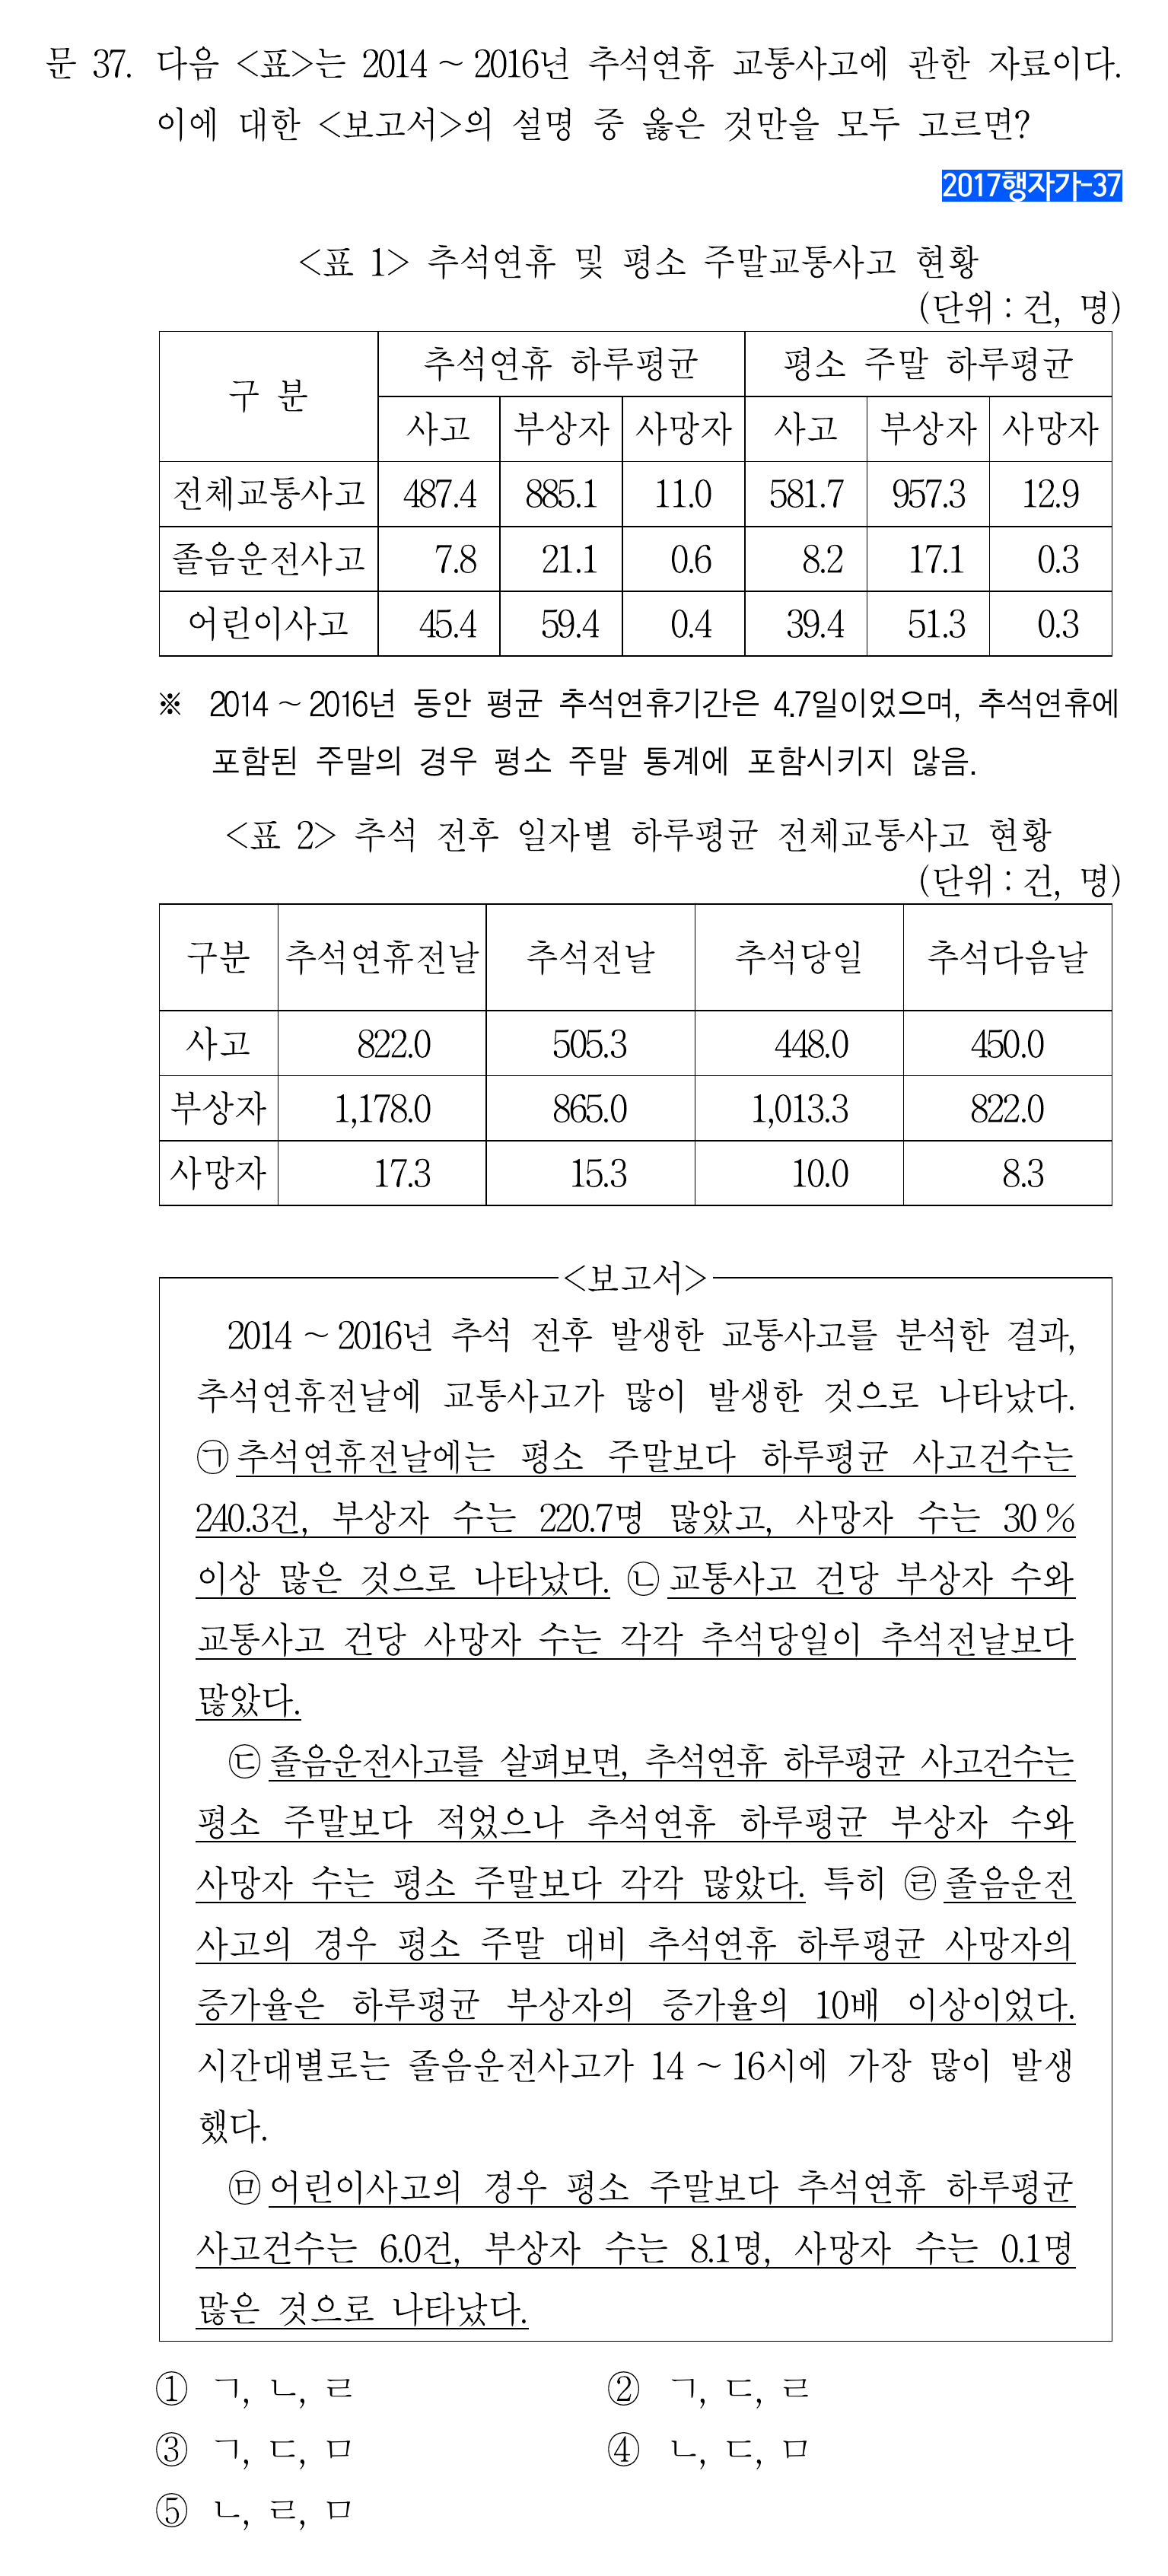 문 37. 다음 <표>는 2014 ~ 2016년 추석연휴 교통사고에 관한 자료이다.
이에 대한 <보고서>의 설명 중 옳은 것만을 모두 고르면?
2017행자가-37
<표 1> 추석연휴 및 평소 주말교통사고 현황
(단위 : 건, 명)
구 분 추석연휴 하루평균 평소 주말 하루평균
사고 부상자 사망자 사고 부상자 사망자
전체교통사고 487.4 885.1 11.0 581.7 957.3 12.9
졸음운전사고 7.8 21.1 0.6 8.2 17.1 0.3
어린이사고 45.4 59.4 0.4 39.4 51.3 0.3
※ 2014 ~ 2016년 동안 평균 추석연휴기간은 4.7일이었으며, 추석연휴에
포함된 주말의 경우 평소 주말 통계에 포함시키지 않음.
<표 2> 추석 전후 일자별 하루평균 전체교통사고 현황
(단위 : 건, 명)
구분 추석연휴전날 추석전날 추석당일 추석다음날
사고 822.0 505.3 448.0 450.0
부상자 1,178.0 865.0 1,013.3 822.0
사망자 17.3 15.3 10.0 8.3
<보고서>
2014 ~ 2016년 추석 전후 발생한 교통사고를 분석한 결과,
추석연휴전날에 교통사고가 많이 발생한 것으로 나타났다.
㉠추석연휴전날에는 평소 주말보다 하루평균 사고건수는
240.3건, 부상자 수는 220.7명 많았고, 사망자 수는 30 %
이상 많은 것으로 나타났다. ㉡교통사고 건당 부상자 수와
교통사고 건당 사망자 수는 각각 추석당일이 추석전날보다
많았다.
㉢졸음운전사고를 살펴보면, 추석연휴 하루평균 사고건수는
평소 주말보다 적었으나 추석연휴 하루평균 부상자 수와
사망자 수는 평소 주말보다 각각 많았다. 특히 ㉣졸음운전
사고의 경우 평소 주말 대비 추석연휴 하루평균 사망자의
증가율은 하루평균 부상자의 증가율의 10배 이상이었다.
시간대별로는 졸음운전사고가 14 ~ 16시에 가장 많이 발생
했다.
㉤어린이사고의 경우 평소 주말보다 추석연휴 하루평균
사고건수는 6.0건, 부상자 수는 8.1명, 사망자 수는 0.1명
많은 것으로 나타났다.
① ㄱ, ㄴ, ㄹ ② ㄱ, ㄷ, ㄹ
③ ㄱ, ㄷ, ㅁ ④ ㄴ, ㄷ, ㅁ
⑤ ㄴ, ㄹ, ㅁ